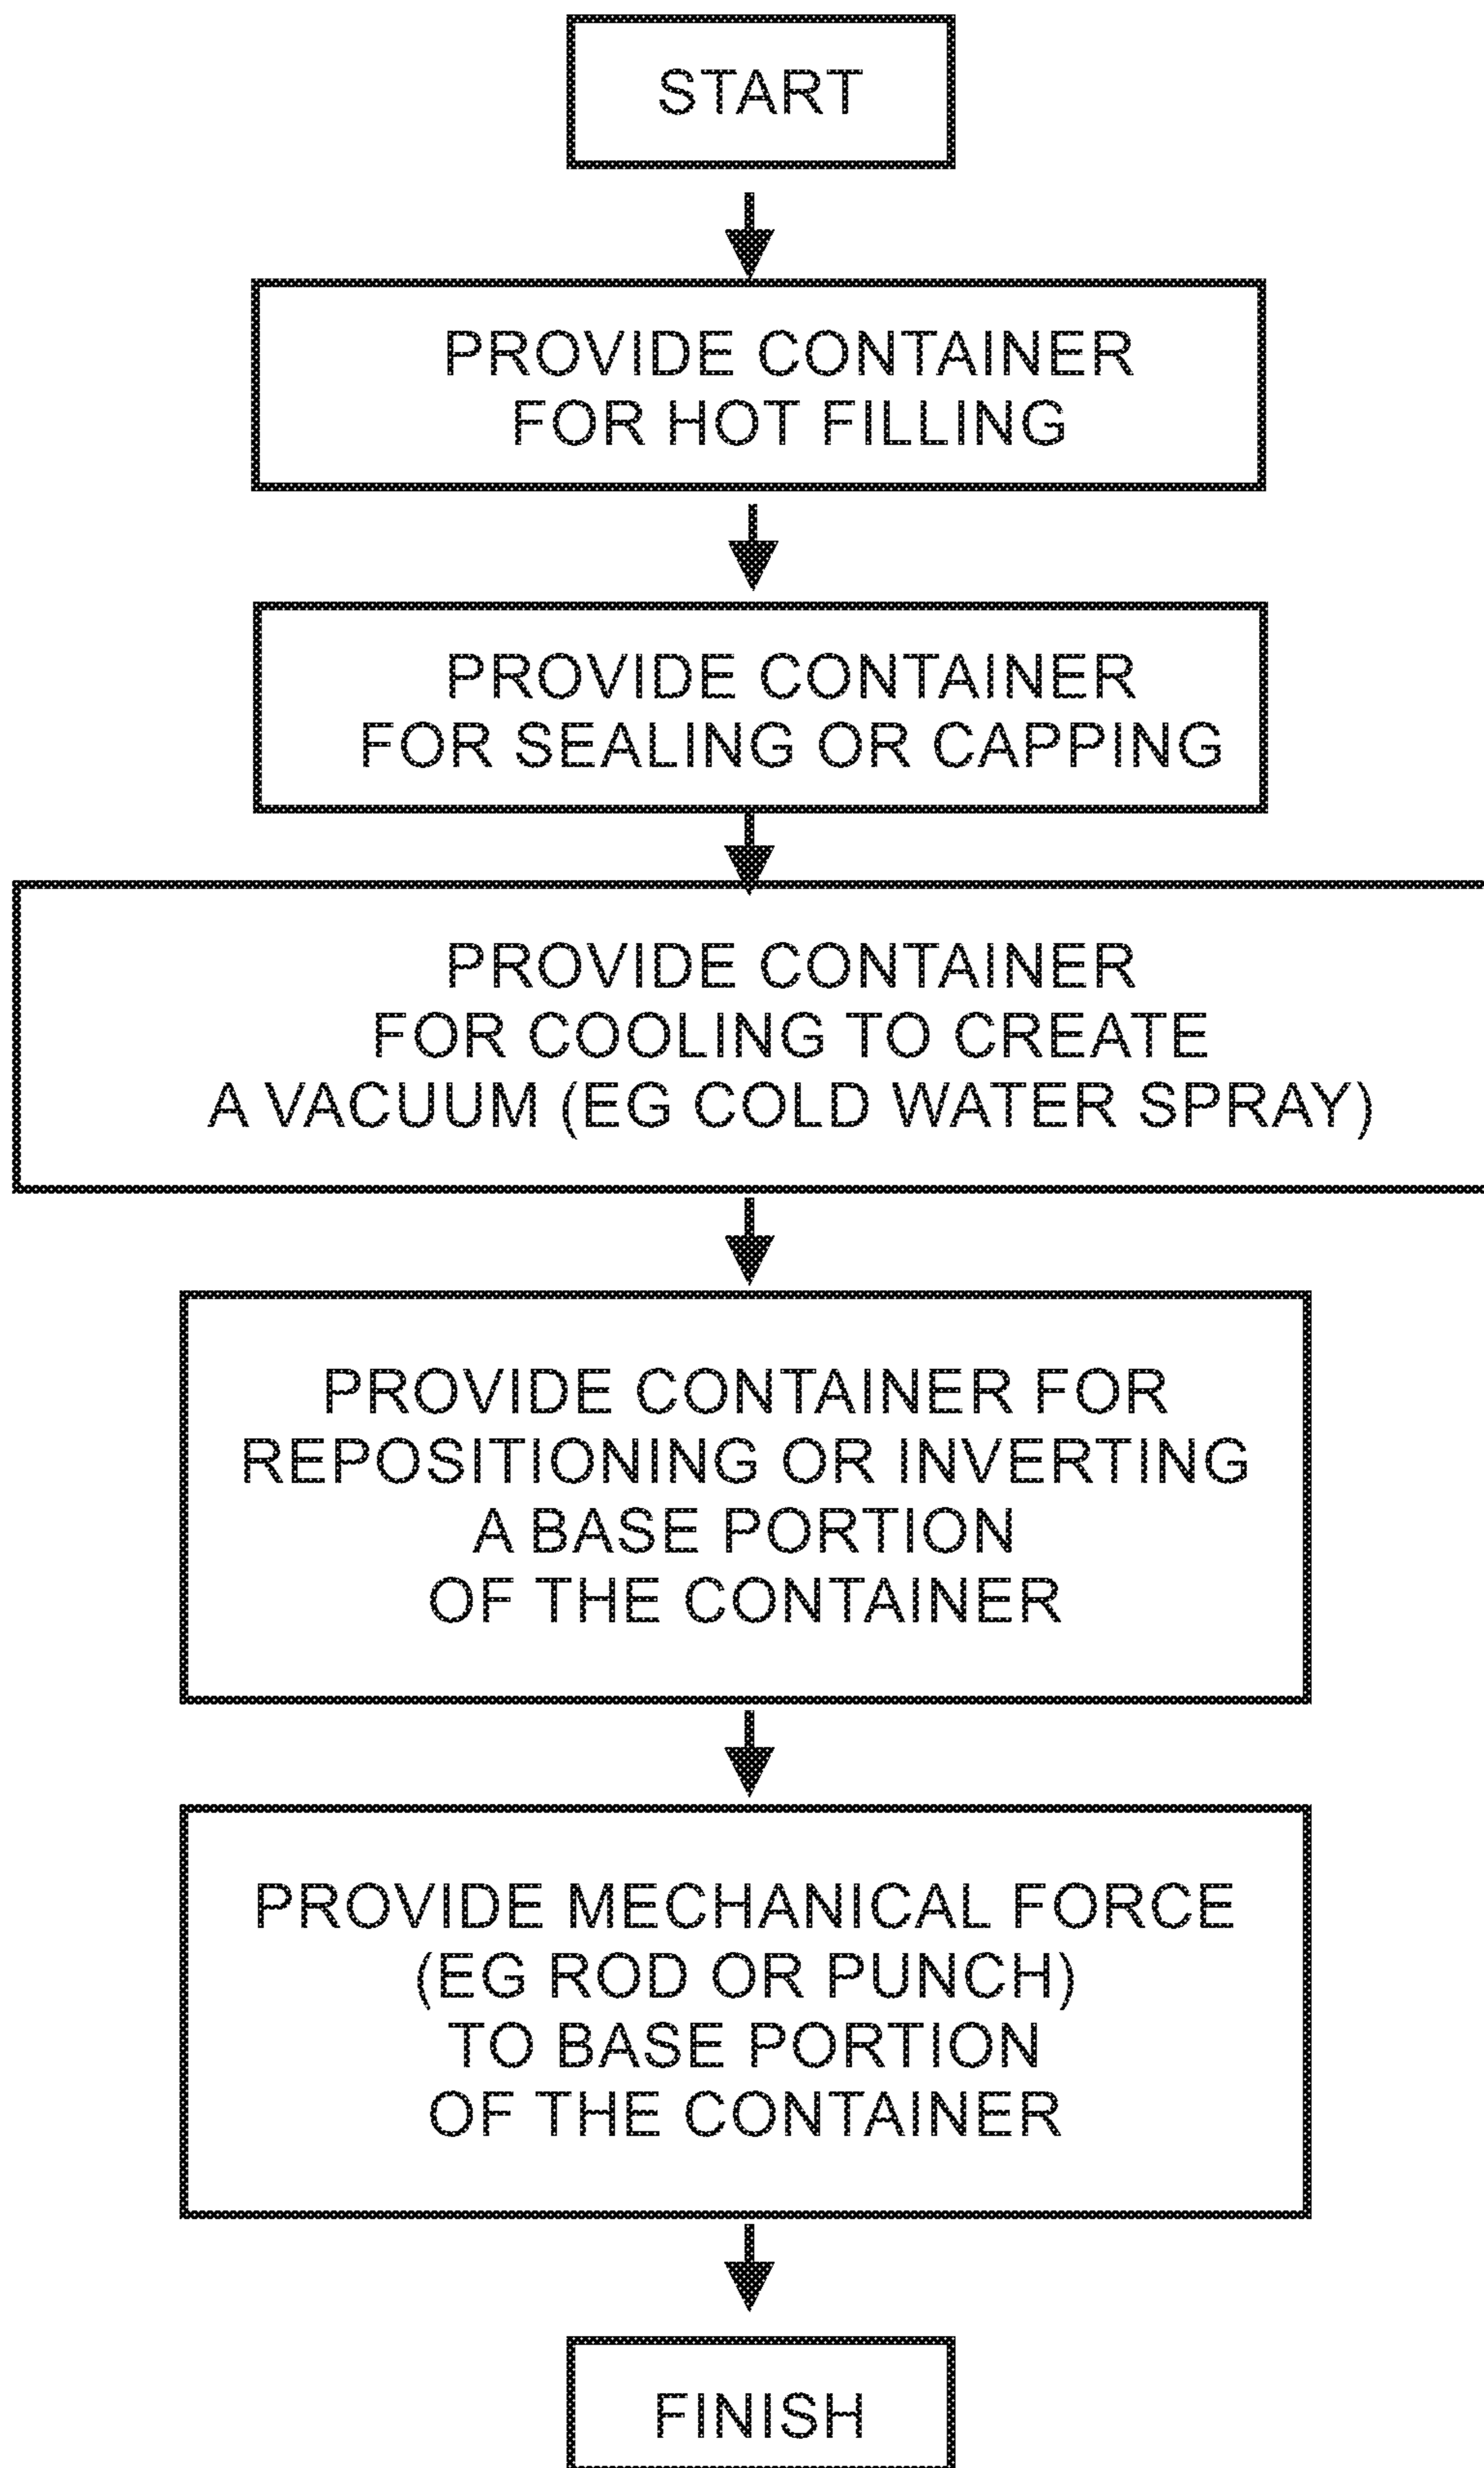 START
PROVIDE CONTAINER
FOR HOT FILLING
PROVIDE CONTAINER
FOR SEALING OR CAPPING
PROVIDE CONTAINER
FOR COOLING TO CREATE
A VACUUM (EG COLD WATER SPRAY)
PROVIDE CONTAINER FOR
REPOSITIONING OR INVERTING
A BASE PORTION
OF THE CONTAINER
PROVIDE MECHANICAL FORCE
(EG ROD OR PUNCH)
TO BASE PORTION
OF THE CONTAINER
FINISH